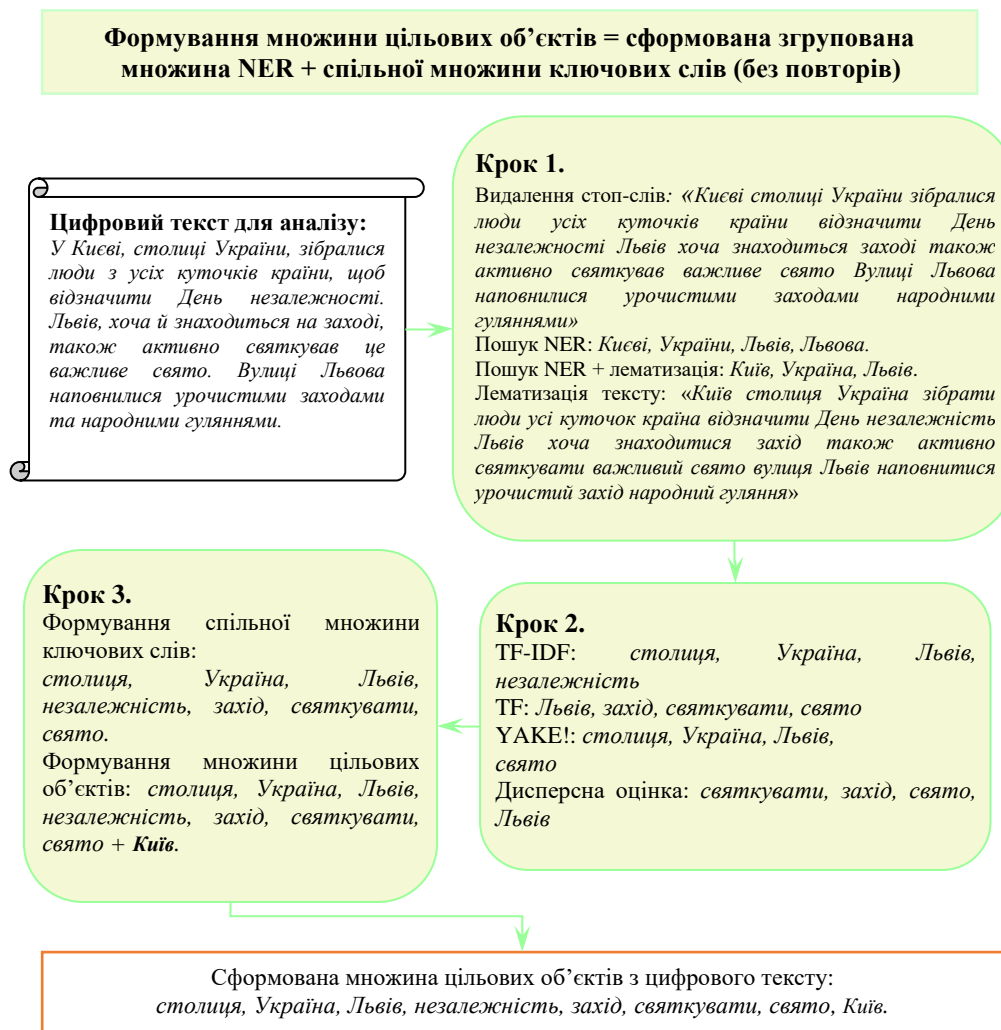 Формування множини цільових об’єктів = сформована згрупована
множина NER + спільної множини ключових слів (без повторів)
Цифровий текст для аналізу:
У Києві, столиці України, зібралися
люди з усіх куточків країни, щоб
відзначити День незалежності.
Львів, хоча й знаходиться на заході,
також активно святкував це
важливе свято. Вулиці Львова
наповнилися урочистими заходами
та народними гуляннями.
Крок 1.
Видалення стоп-слів: «Києві столиці України зібралися
люди усіх куточків країни відзначити День
незалежності Львів хоча знаходиться заході також
активно святкував важливе свято Вулиці Львова
наповнилися урочистими заходами народними
гуляннями»
Пошук NER: Києві, України, Львів, Львова.
Пошук NER + лематизація: Київ, Україна, Львів.
Лематизація тексту: «Київ столиця Україна зібрати
люди усі куточок країна відзначити День незалежність
Львів хоча знаходитися захід також активно
святкувати важливий свято вулиця Львів наповнитися
урочистий захід народний гуляння»
Крок 2.
TF-IDF: столиця, Україна, Львів,
незалежність
TF: Львів, захід, святкувати, свято
YAKE!: столиця, Україна, Львів,
свято
Дисперсна оцінка: святкувати, захід, свято,
Львів
Крок 3.
Формування спільної множини
ключових слів:
столиця, Україна, Львів,
незалежність, захід, святкувати,
свято.
Формування множини цільових
об’єктів: столиця, Україна, Львів,
незалежність, захід, святкувати,
свято + Київ.
Сформована множина цільових об’єктів з цифрового тексту:
столиця, Україна, Львів, незалежність, захід, святкувати, свято, Київ.